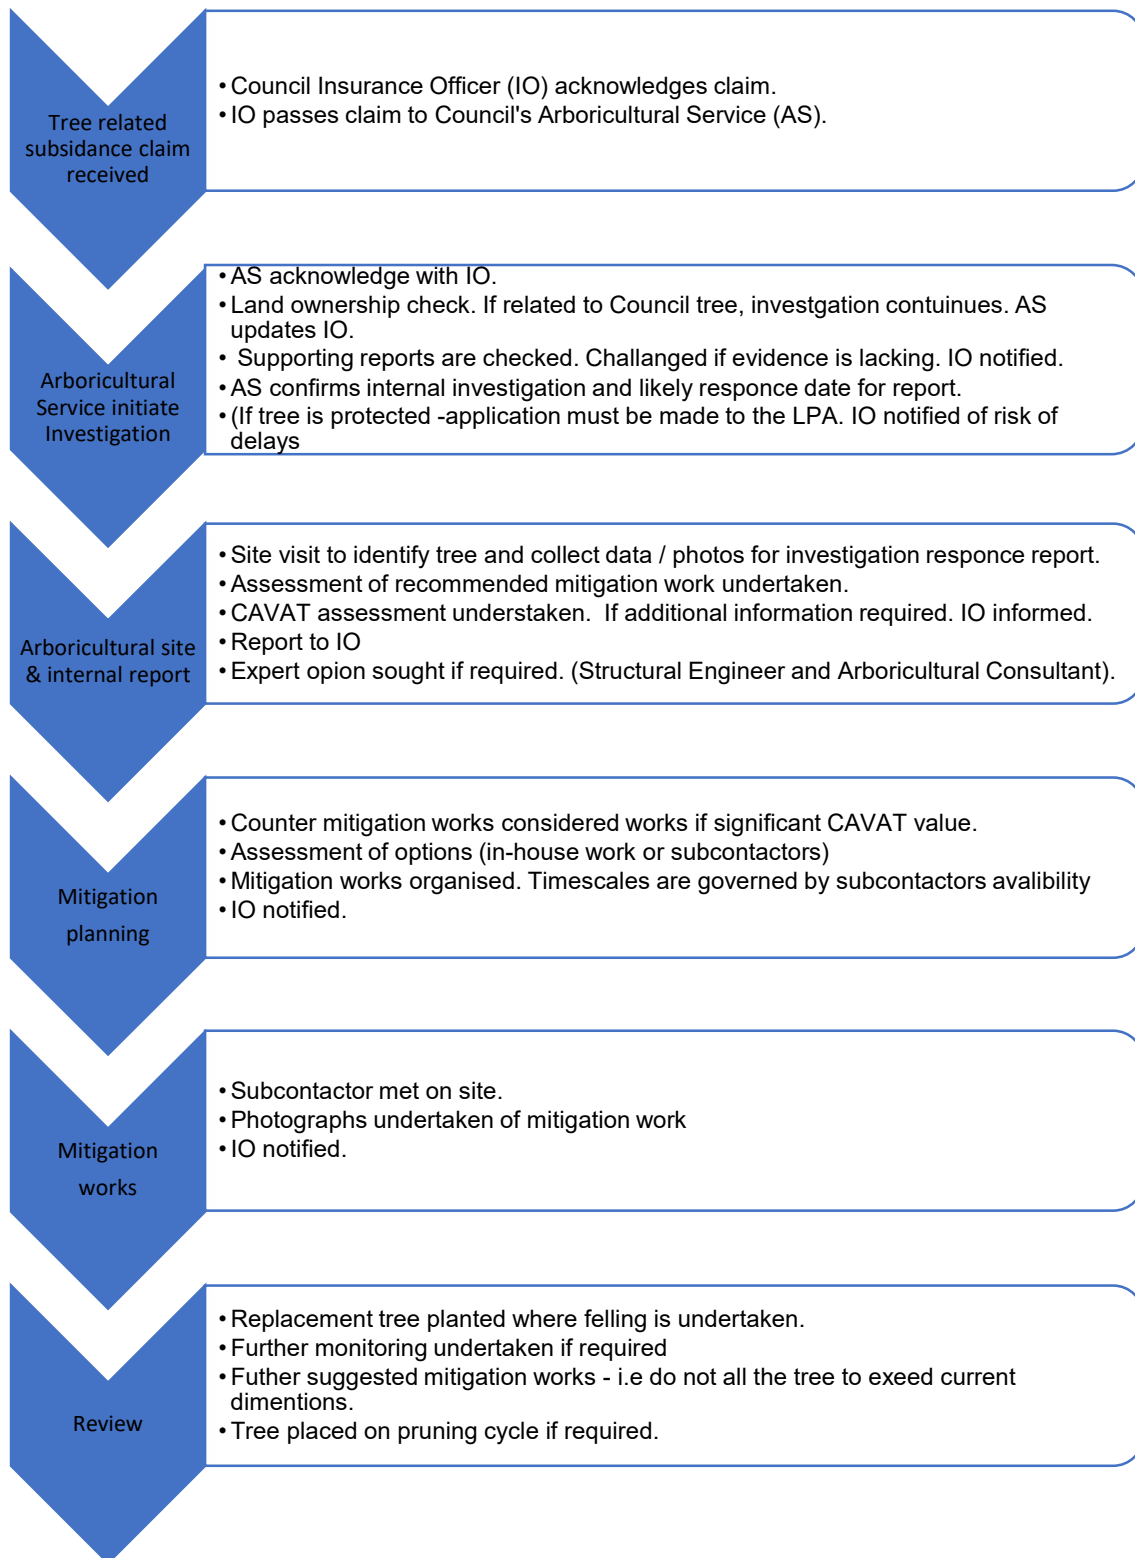 Tree related
subsidance claim
received
• Council Insurance Officer (IO) acknowledges claim.
• IO passes claim to Council's Arboricultural Service (AS).
Arboricultural
Service initiate
Investigation
• AS acknowledge with IO.
• Land ownership check. If related to Council tree, investgation contuinues. AS
updates IO.
• Supporting reports are checked. Challanged if evidence is lacking. IO notified.
• AS confirms internal investigation and likely responce date for report.
• (If tree is protected -application must be made to the LPA. IO notified of risk of
delays
Arboricultural site
& internal report
• Site visit to identify tree and collect data / photos for investigation responce report.
• Assessment of recommended mitigation work undertaken.
• CAVAT assessment understaken.  If additional information required. IO informed.
• Report to IO
• Expert opion sought if required. (Structural Engineer and Arboricultural Consultant).
Mitigation
planning
• Counter mitigation works considered works if significant CAVAT value.
• Assessment of options (in-house work or subcontactors)
• Mitigation works organised. Timescales are governed by subcontactors avalibility
• IO notified.
Mitigation
works
• Subcontactor met on site.
• Photographs undertaken of mitigation work
• IO notified.
Review
• Replacement tree planted where felling is undertaken.
• Further monitoring undertaken if required
• Futher suggested mitigation works - i.e do not all the tree to exeed current
dimentions.
• Tree placed on pruning cycle if required.